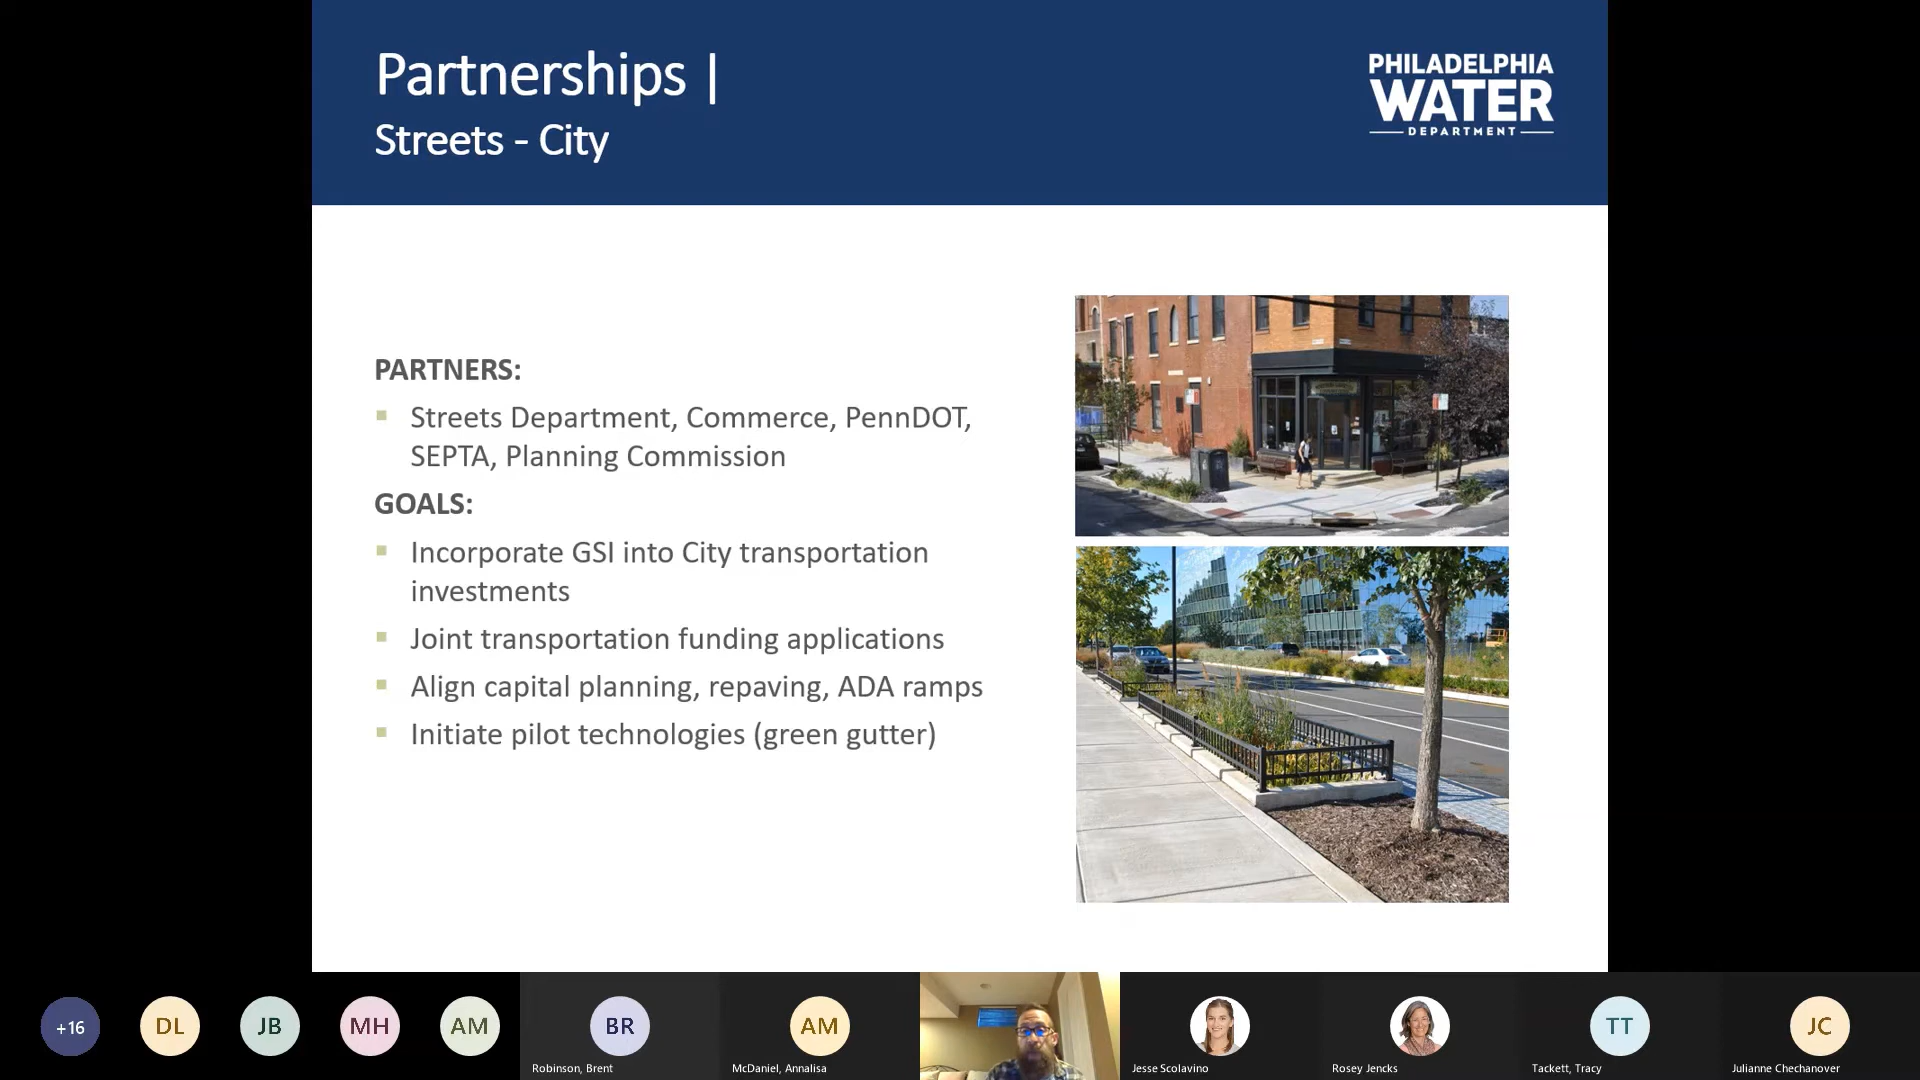 Partnerships |
Streets - City
PHILADELPHIA
WATER
DEPARTMENT
PARTNERS:
Streets Department, Commerce, PennDOT,
SEPTA, Planning Commission
GOALS:
Incorporate GSI into City transportation
investments
Joint transportation funding applications
Align capital planning, repaving, ADA ramps
Initiate pilot technologies (green gutter)
+16
DL
JB
MH
AM
BR
Robinson, Brent
AM
McDaniel, Annalisa
Jesse Scolavino
Rosey Jencks
TT
Tackett, Tracy
JC
Julianne Chechanover